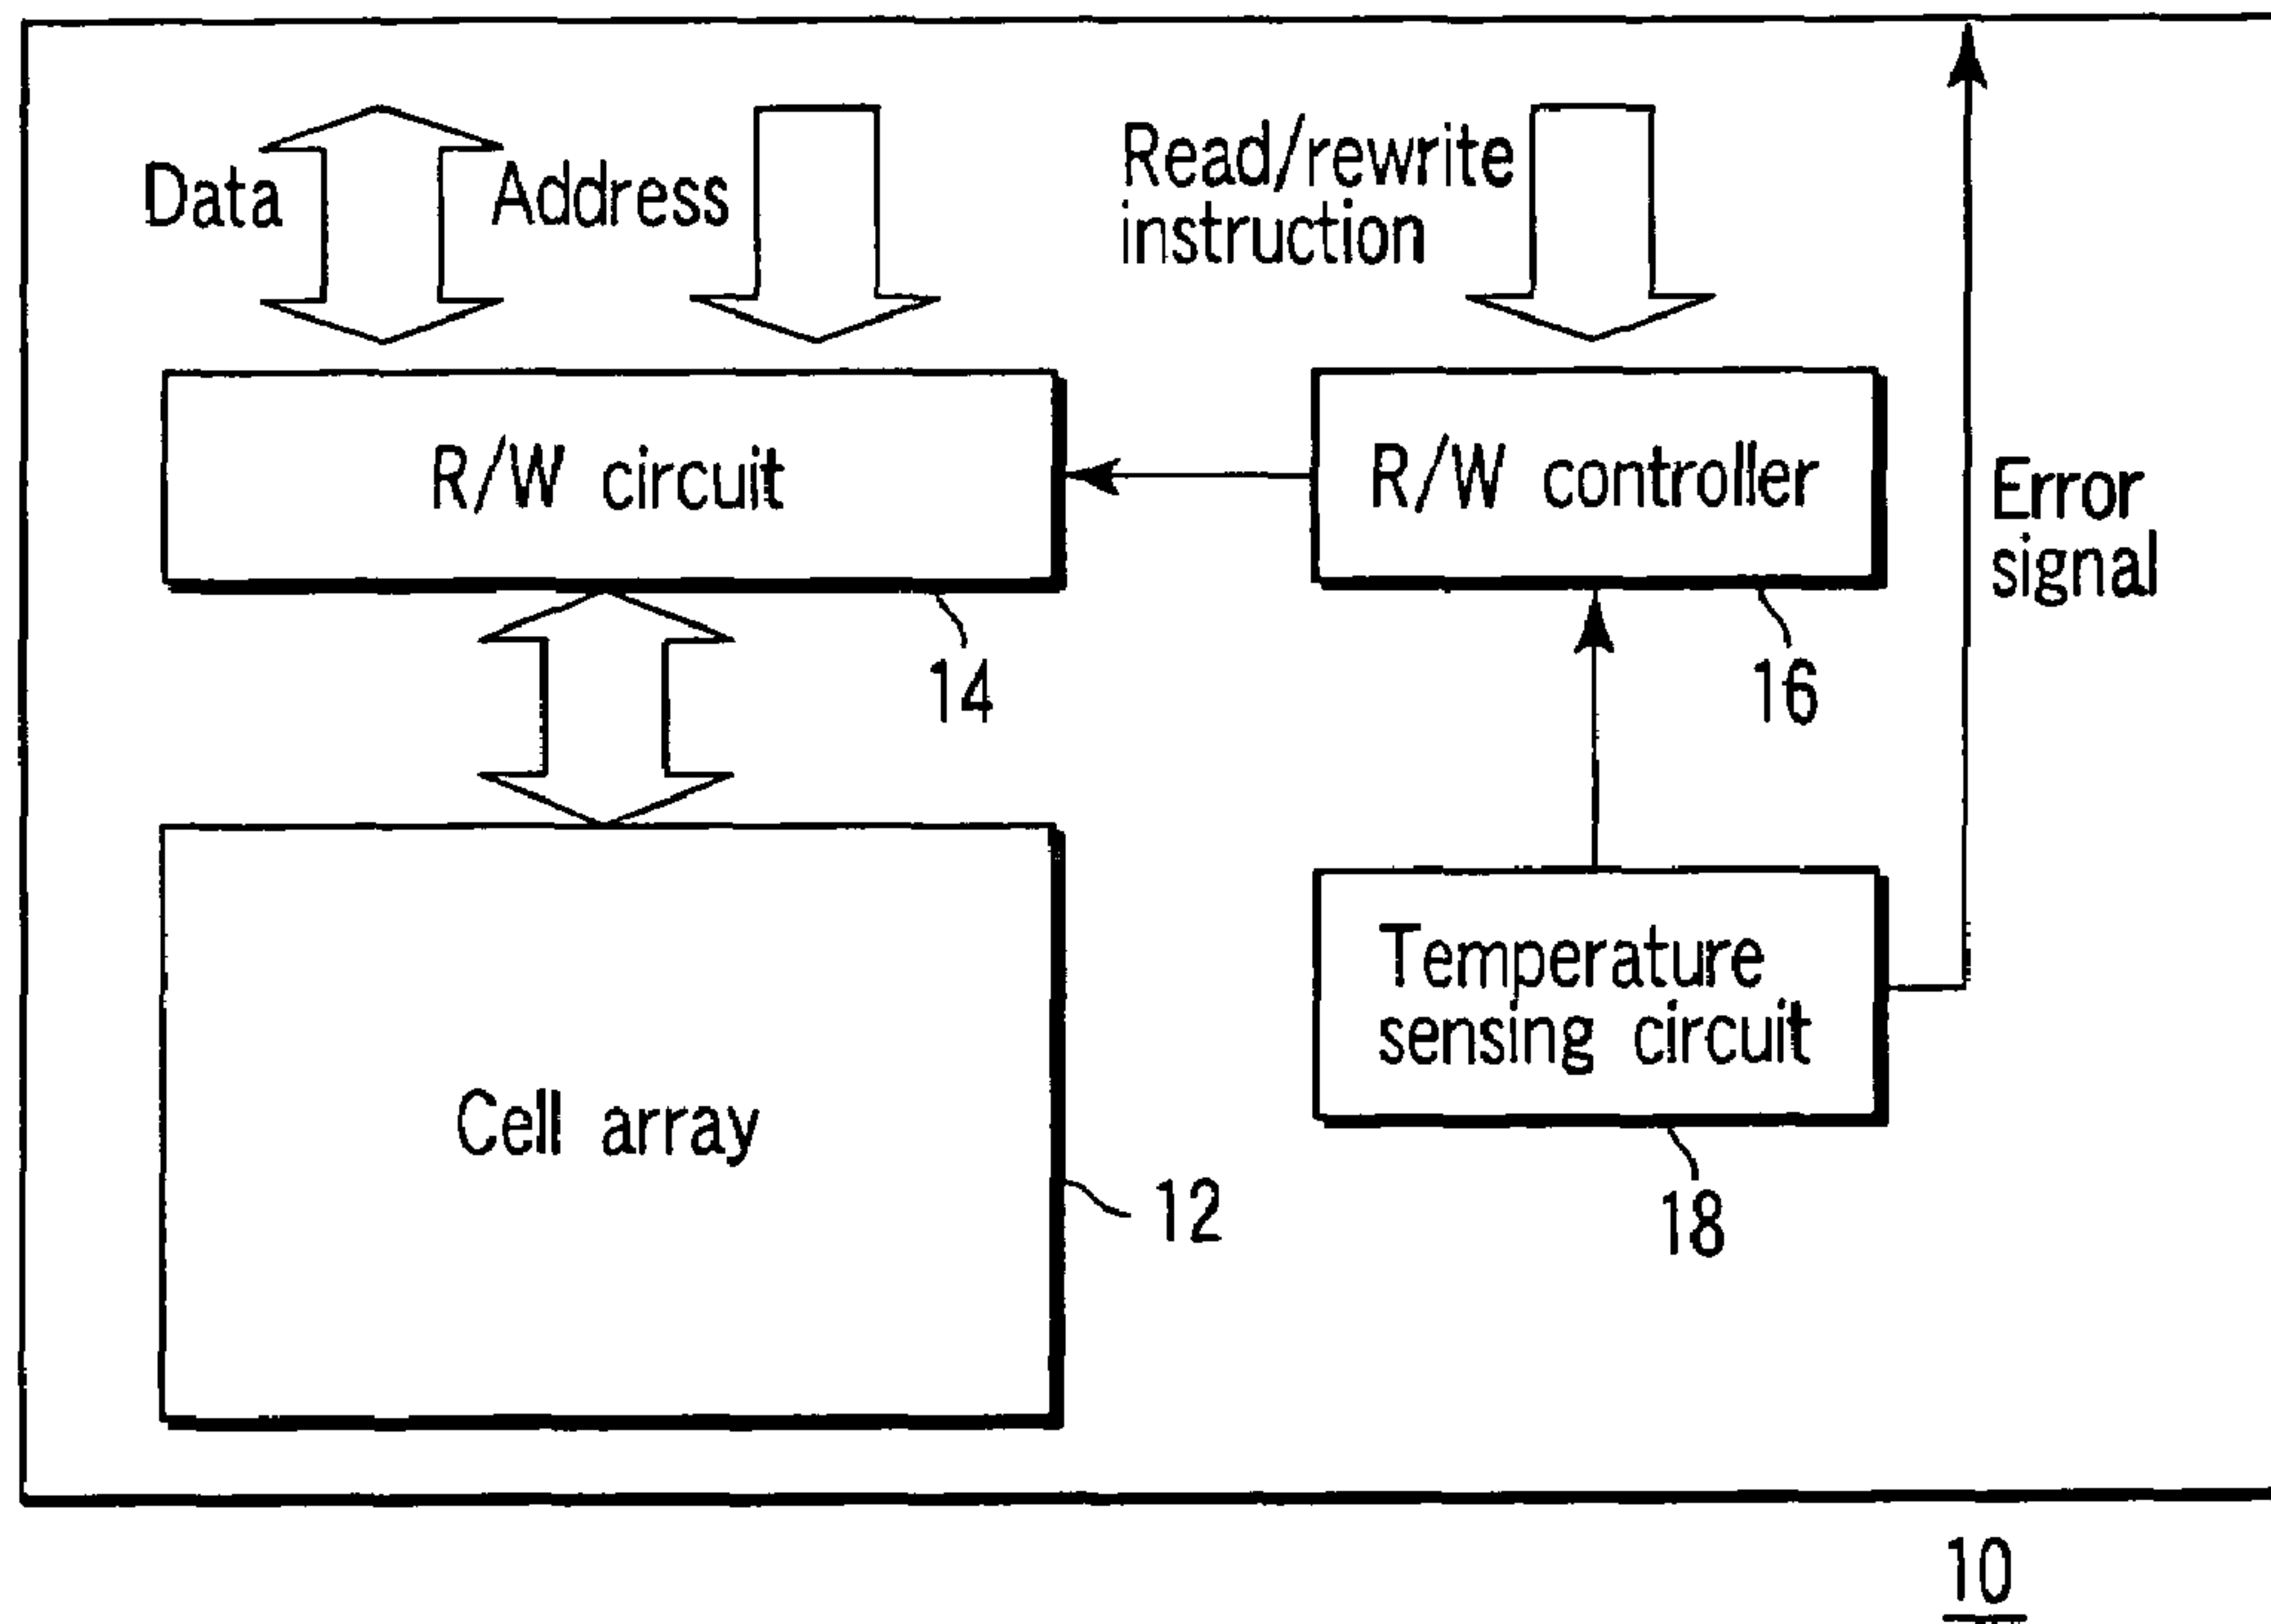 Data
Address
Read/rewrite
instruction
R/W circuit
R/W controller
Error
signal
14
16
Temperature
sensing circuit
Cell array
12
18
10